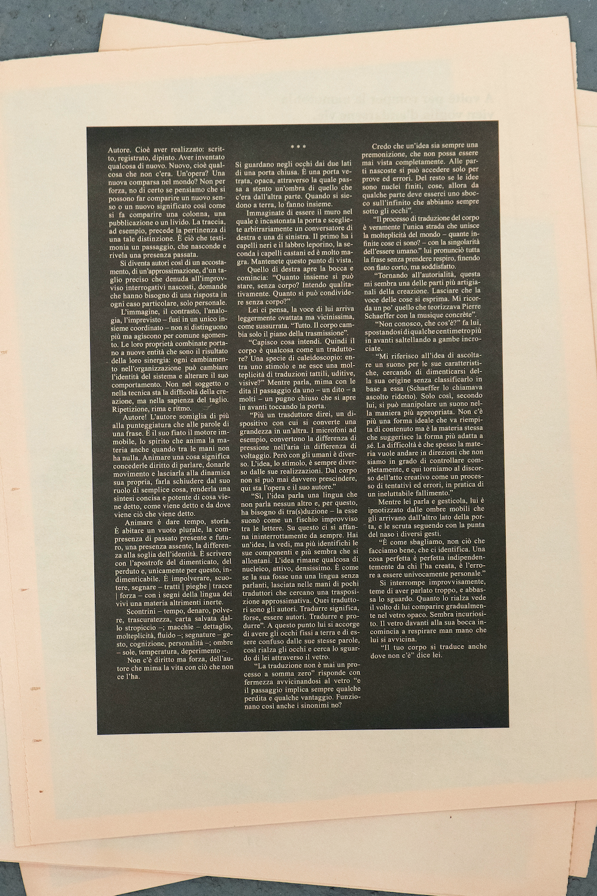 Autore. Cioè aver realizzato: scrit-
to, registrato, dipinto. Aver inventato
qualcosa di nuovo. Nuovo, cioè qual-
cosa che non c'era. Un'opera? Una
nuova comparsa nel mondo? Non per
forza, no di certo se pensiamo che si
possono far comparire un nuovo sen-
so o un nuovo significato così come
si fa comparire una colonna, una
pubblicazione o un livido. La traccia,
ad esempio, precede la pertinenza di
una tale distinzione. È ciò che testi-
monia un passaggio, che nasconde e
rivela una presenza passata.
Si diventa autori così di un accosta-
mento, di un'approssimazione, d'un ta-
glio preciso che denuda all'improv-
viso interrogativi nascosti, domande
che hanno bisogno di una risposta in
ogni caso particolare, solo personale.
L'immagine, il contrasto, l'analo-
gia, l'imprevisto – fusi in un unico in-
sieme coordinato – non si distinguono
più ma agiscono per comune sgomen-
to. Le loro proprietà combinate porta-
no a nuove entità che sono il risultato
della loro sinergia: ogni cambiamen-
to nell'organizzazione può cambiare
l'identità del sistema e alterare il suo
comportamento. Non nel soggetto o
nella tecnica sta la difficoltà della cre-
azione, ma nella sapienza del taglio.
Ripetizione, rima e ritmo.
Autore! L'autore somiglia di più
alla punteggiatura che alle parole di
una frase. È il suo fiato il motore im-
mobile, lo spirito che anima la ma-
teria anche quando tra le mani non
ha nulla. Animare una cosa significa
concederle diritto di parlare, donarle
movimento e lasciarla alla dinamica
sua propria, farla schiudere dal suo
ruolo di semplice cosa, renderla una
sintesi concisa e potente di cosa vie-
ne detto, come viene detto e da dove
viene ciò che viene detto.
Animare è dare tempo, storia.
È abitare un vuoto plurale, la com-
presenza di passato presente e futu-
ro, una presenza assente, la differen-
za alla soglia dell'identità. È scrivere
con l'apostrofe del dimenticato, del
perduto e, unicamente per questo, in-
dimenticabile. È impolverare, scuo-
tere, segnare – tratti | pieghe | tracce
| forza – con i segni della lingua dei
vivi una materia altrimenti inerte.
Scontrini – tempo, denaro, polve-
re, trascuratezza, carta salvata dal-
lo stropiccio –; macchie – dettaglio,
molteplicità, fluido –; segnature – ge-
sto, cognizione, personalità –; ombre
– sole, temperatura, deperimento –.
Non c'è diritto ma forza, dell'au-
tore che mima la vita con ciò che non
ce l'ha.
***
Si guardano negli occhi dai due lati
di una porta chiusa. È una porta ve-
trata, opaca, attraverso la quale pas-
sa a stento un'ombra di quello che
c'era dall'altra parte. Quando si sie-
dono a terra, lo fanno insieme.
Immaginate di essere il muro nel
quale è incastonata la porta e sceglie-
te arbitrariamente un conversatore di
destra e una di sinistra. Il primo ha i
capelli neri e il labbro leporino, la se-
conda i capelli castani ed è molto ma-
gra. Mantenete questo punto di vista.
Quello di destra apre la bocca e
comincia: “Quanto insieme si può
stare, senza corpo? Intendo qualita-
tivamente. Quanto si può condivide-
re senza corpo?”
Lei ci pensa, la voce di lui arriva
leggermente ovattata ma vicinissima,
come sussurrata. “Tutto. Il corpo cam-
bia solo il piano della trasmissione”.
“Capisco cosa intendi. Quindi il
corpo è qualcosa come un tradutto-
re? Una specie di caleidoscopio: en-
tra uno stimolo e ne esce una mol-
teplicità di traduzioni tattili, uditive,
visive?” Mentre parla, mima con le
dita il passaggio da uno – un dito – a
molti – un pugno chiuso che si apre
in avanti toccando la porta.
“Più un trasduttore direi, un di-
spositivo con cui si converte una
grandezza in un'altra. I microfoni ad
esempio, convertono la differenza di
pressione nell'aria in differenza di
voltaggio. Però con gli umani è diver-
so. L'idea, lo stimolo, è sempre diver-
so dalle sue realizzazioni. Dal corpo
non si può mai davvero prescindere,
qui sta l'opera e il suo autore.”
“Sì, l'idea parla una lingua che
non parla nessun altro e, per questo,
ha bisogno di tra(s)duzione – la esse
suonò come un fischio improvviso
tra le lettere. Su questo ci si affan-
na ininterrottamente da sempre. Hai
un'idea, la vedi, ma più identifichi le
sue componenti e più sembra che si
allontani. L'idea rimane qualcosa di
nucleico, attivo, densissimo. È come
se la sua fosse una lingua senza
parlanti, lasciata nelle mani di pochi
traduttori che cercano una trasposi-
zione approssimativa. Quei tradutto-
ri sono gli autori. Tradurre significa,
forse, essere autori. Tradurre e pro-
durre”. A questo punto lui si accorge
di avere gli occhi fissi a terra e di es-
sere confuso dalle sue stesse parole,
così rialza gli occhi e cerca lo sguar-
do di lei attraverso il vetro.
“La traduzione non è mai un pro-
cesso a somma zero” risponde con
fermezza avvicinandosi al vetro “e
il passaggio implica sempre qualche
perdita e qualche vantaggio. Funzio-
nano così anche i sinonimi no?
Credo che un'idea sia sempre una
premonizione, che non possa essere
mai vista completamente. Alle par-
ti nascoste si può accedere solo per
prove ed errori. Del resto se le idee
sono nuclei finiti, cose, allora da
qualche parte deve esserci uno sboc-
co sull'infinito che abbiamo sempre
sotto gli occhi”.
“Il processo di traduzione del corpo
è veramente l'unica strada che unisce
la molteplicità del mondo – quante in-
finite cose ci sono? – con la singolarità
dell'essere umano.” lui pronunciò tutta
la frase senza prendere respiro, finendo
con fiato corto, ma soddisfatto.
“Tornando all'autorialità, questa
mi sembra una delle parti più artigia-
nali della creazione. Lasciare che la
voce delle cose si esprima. Mi ricor-
da un po' quello che teorizzava Pierre
Schaeffer con la musique concrète”.
“Non conosco, che cos'è?” fa lui,
spostandosi di qualche centimetro più
in avanti saltellando a gambe incro-
ciate.
“Mi riferisco all'idea di ascolta-
re un suono per le sue caratteristi-
che, cercando di dimenticarsi del-
la sua origine senza classificarlo in
base a essa (Schaeffer lo chiamava
ascolto ridotto). Solo così, secondo
lui, si può manipolare un suono nel-
la maniera più appropriata. Non c'è
più una forma ideale che va riempi-
ta di contenuto ma è la materia stessa
che suggerisce la forma più adatta a
sé. La difficoltà è che spesso la mate-
ria vuole andare in direzioni che non
siamo in grado di controllare com-
pletamente, e qui torniamo al discor-
so dell'atto creativo come un proces-
so di tentativi ed errori, in pratica di
un ineluttabile fallimento.”
Mentre lei parla e gesticola, lui è
ipnotizzato dalle ombre mobili che
gli arrivano dall'altro lato della por-
ta, e le scruta seguendo con la punta
del naso i diversi gesti.
“È come sbagliamo, non ciò che
facciamo bene, che ci identifica. Una
cosa perfetta è perfetta indipenden-
temente da chi l'ha creata, è l'erro-
re a essere univocamente personale.”
Si interrompe improvvisamente,
teme di aver parlato troppo, e abbas-
sa lo sguardo. Quanto lo rialza vede
il volto di lui comparire gradualmen-
te nel vetro opaco. Sembra incuriosi-
to. Il vetro davanti alla sua bocca in-
comincia a respirare man mano che
lui si avvicina.
“Il tuo corpo si traduce anche
dove non c'è” dice lei.